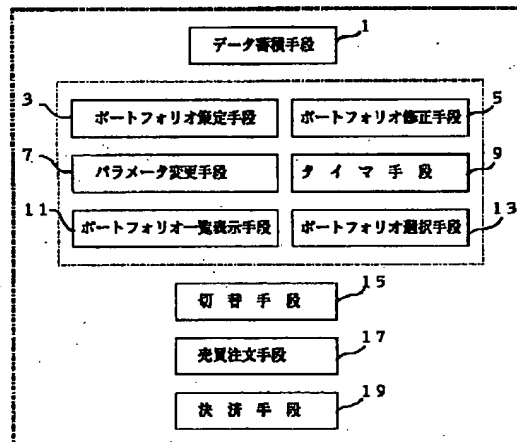 データ蓄積手段
1
3
ポートフォリオ策定手段
ポートフォリオ修正手段
5
7
パラメータ変更手段
タイマ手段
9
11
ポートフォリオ一覧表示手段
ポートフォリオ選択手段
13
切替手段
15
売買注文手段
17
決済手段
19